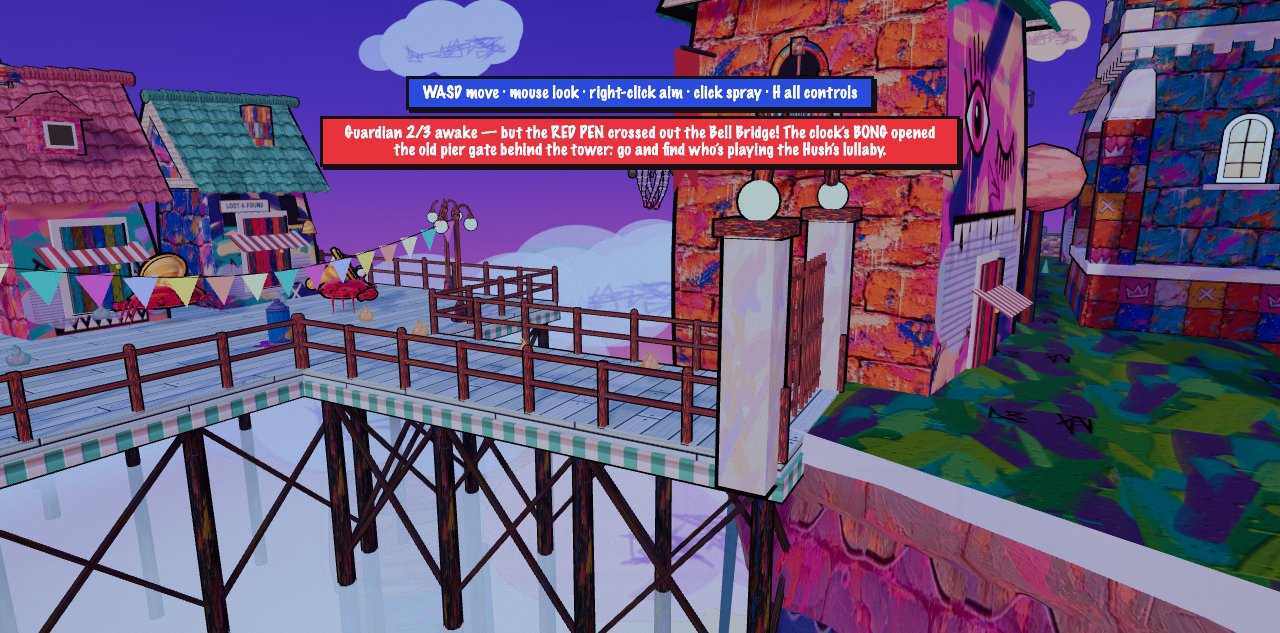 WASD move · mouse look · right-click aim · click spray · H all controls
Guardian 2/3 awake — but the RED PEN crossed out the Bell Bridge! The clock's BONG opened
the old pier gate behind the tower: go and find who's playing the Hush's lullaby.
LOST & FOUND